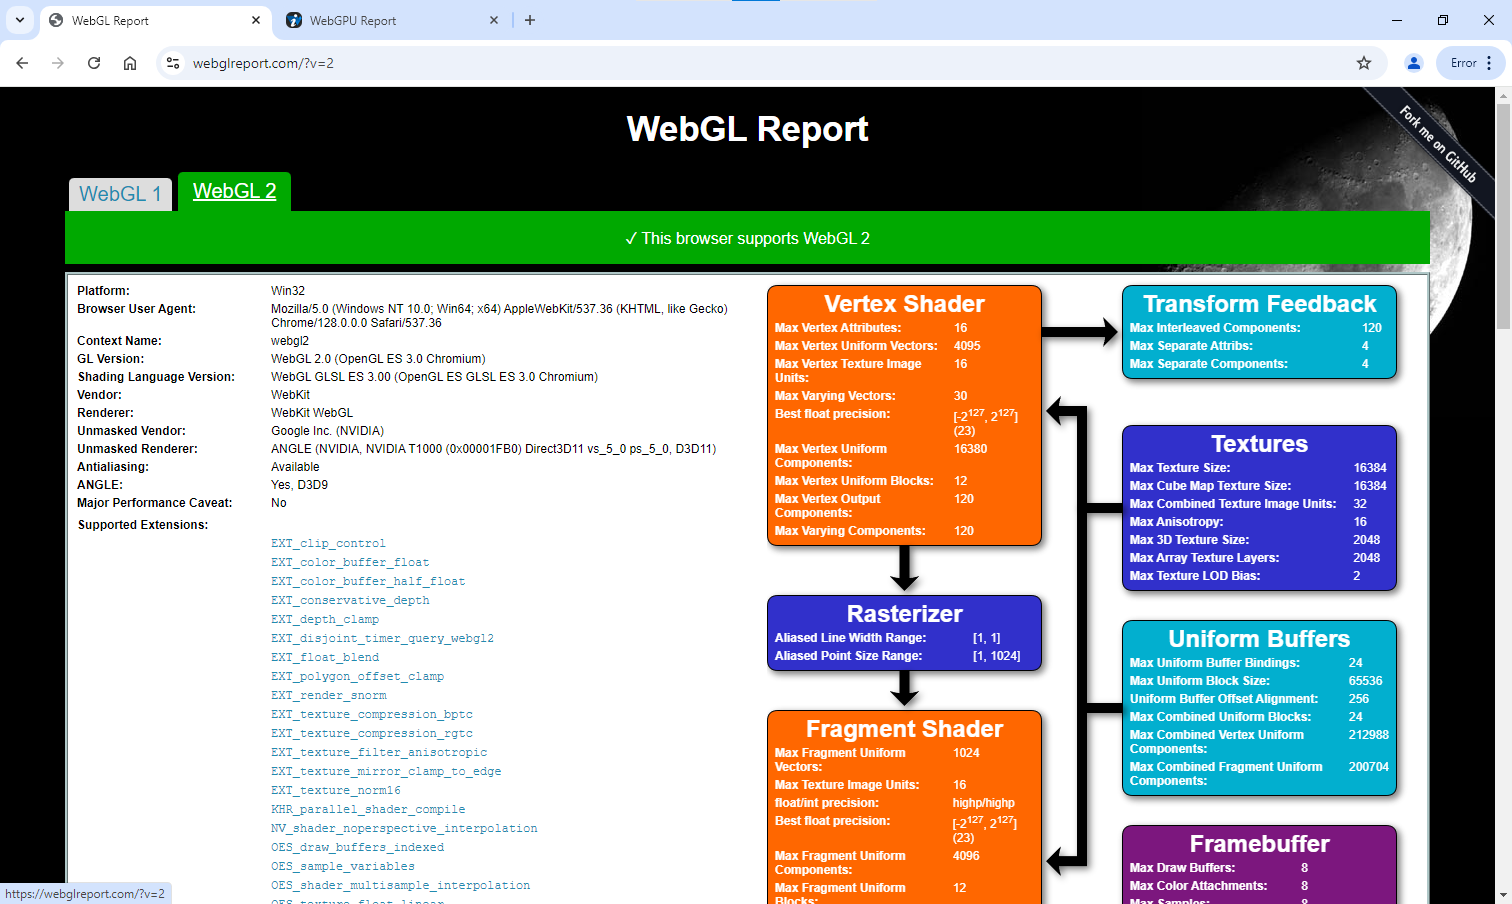 WebGL Report
WebGPU Report
webglreport.com/?v=2
Error
WebGL Report
Fork me on GitHub
WebGL 1
WebGL 2
✓ This browser supports WebGL 2
Platform: Win32
Browser User Agent: Mozilla/5.0 (Windows NT 10.0; Win64; x64) AppleWebKit/537.36 (KHTML, like Gecko)
Chrome/128.0.0.0 Safari/537.36
Context Name: webgl2
GL Version: WebGL 2.0 (OpenGL ES 3.0 Chromium)
Shading Language Version: WebGL GLSL ES 3.00 (OpenGL ES GLSL ES 3.0 Chromium)
Vendor: WebKit
Renderer: WebKit WebGL
Unmasked Vendor: Google Inc. (NVIDIA)
Unmasked Renderer: ANGLE (NVIDIA, NVIDIA T1000 (0x00001FB0) Direct3D11 vs_5_0 ps_5_0, D3D11)
Antialiasing: Available
ANGLE: Yes, D3D9
Major Performance Caveat: No
Supported Extensions:
EXT_clip_control
EXT_color_buffer_float
EXT_color_buffer_half_float
EXT_conservative_depth
EXT_depth_clamp
EXT_disjoint_timer_query_webgl2
EXT_float_blend
EXT_polygon_offset_clamp
EXT_render_snorm
EXT_texture_compression_bptc
EXT_texture_compression_rgtc
EXT_texture_filter_anisotropic
EXT_texture_mirror_clamp_to_edge
EXT_texture_norm16
KHR_parallel_shader_compile
NV_shader_noperspective_interpolation
OES_draw_buffers_indexed
OES_sample_variables
OES_shader_multisample_interpolation
OES_texture_float_linear
Vertex Shader
Max Vertex Attributes: 16
Max Vertex Uniform Vectors: 4095
Max Vertex Texture Image 16
Units:
Max Varying Vectors: 30
Best float precision: [-2^127, 2^127]
(23)
Max Vertex Uniform 16380
Components:
Max Vertex Uniform Blocks: 12
Max Vertex Output 120
Components:
Max Varying Components: 120
Rasterizer
Aliased Line Width Range: [1, 1]
Aliased Point Size Range: [1, 1024]
Fragment Shader
Max Fragment Uniform 1024
Vectors:
Max Texture Image Units: 16
float/int precision: highp/highp
Best float precision: [-2^127, 2^127]
(23)
Max Fragment Uniform 4096
Components:
Max Fragment Uniform 12
Blocks:
Transform Feedback
Max Interleaved Components: 120
Max Separate Attribs: 4
Max Separate Components: 4
Textures
Max Texture Size: 16384
Max Cube Map Texture Size: 16384
Max Combined Texture Image Units: 32
Max Anisotropy: 16
Max 3D Texture Size: 2048
Max Array Texture Layers: 2048
Max Texture LOD Bias: 2
Uniform Buffers
Max Uniform Buffer Bindings: 24
Max Uniform Block Size: 65536
Uniform Buffer Offset Alignment: 256
Max Combined Uniform Blocks: 24
Max Combined Vertex Uniform 212988
Components:
Max Combined Fragment Uniform 200704
Components:
Framebuffer
Max Draw Buffers: 8
Max Color Attachments: 8
Max Samples: 8
https://webglreport.com/?v=2